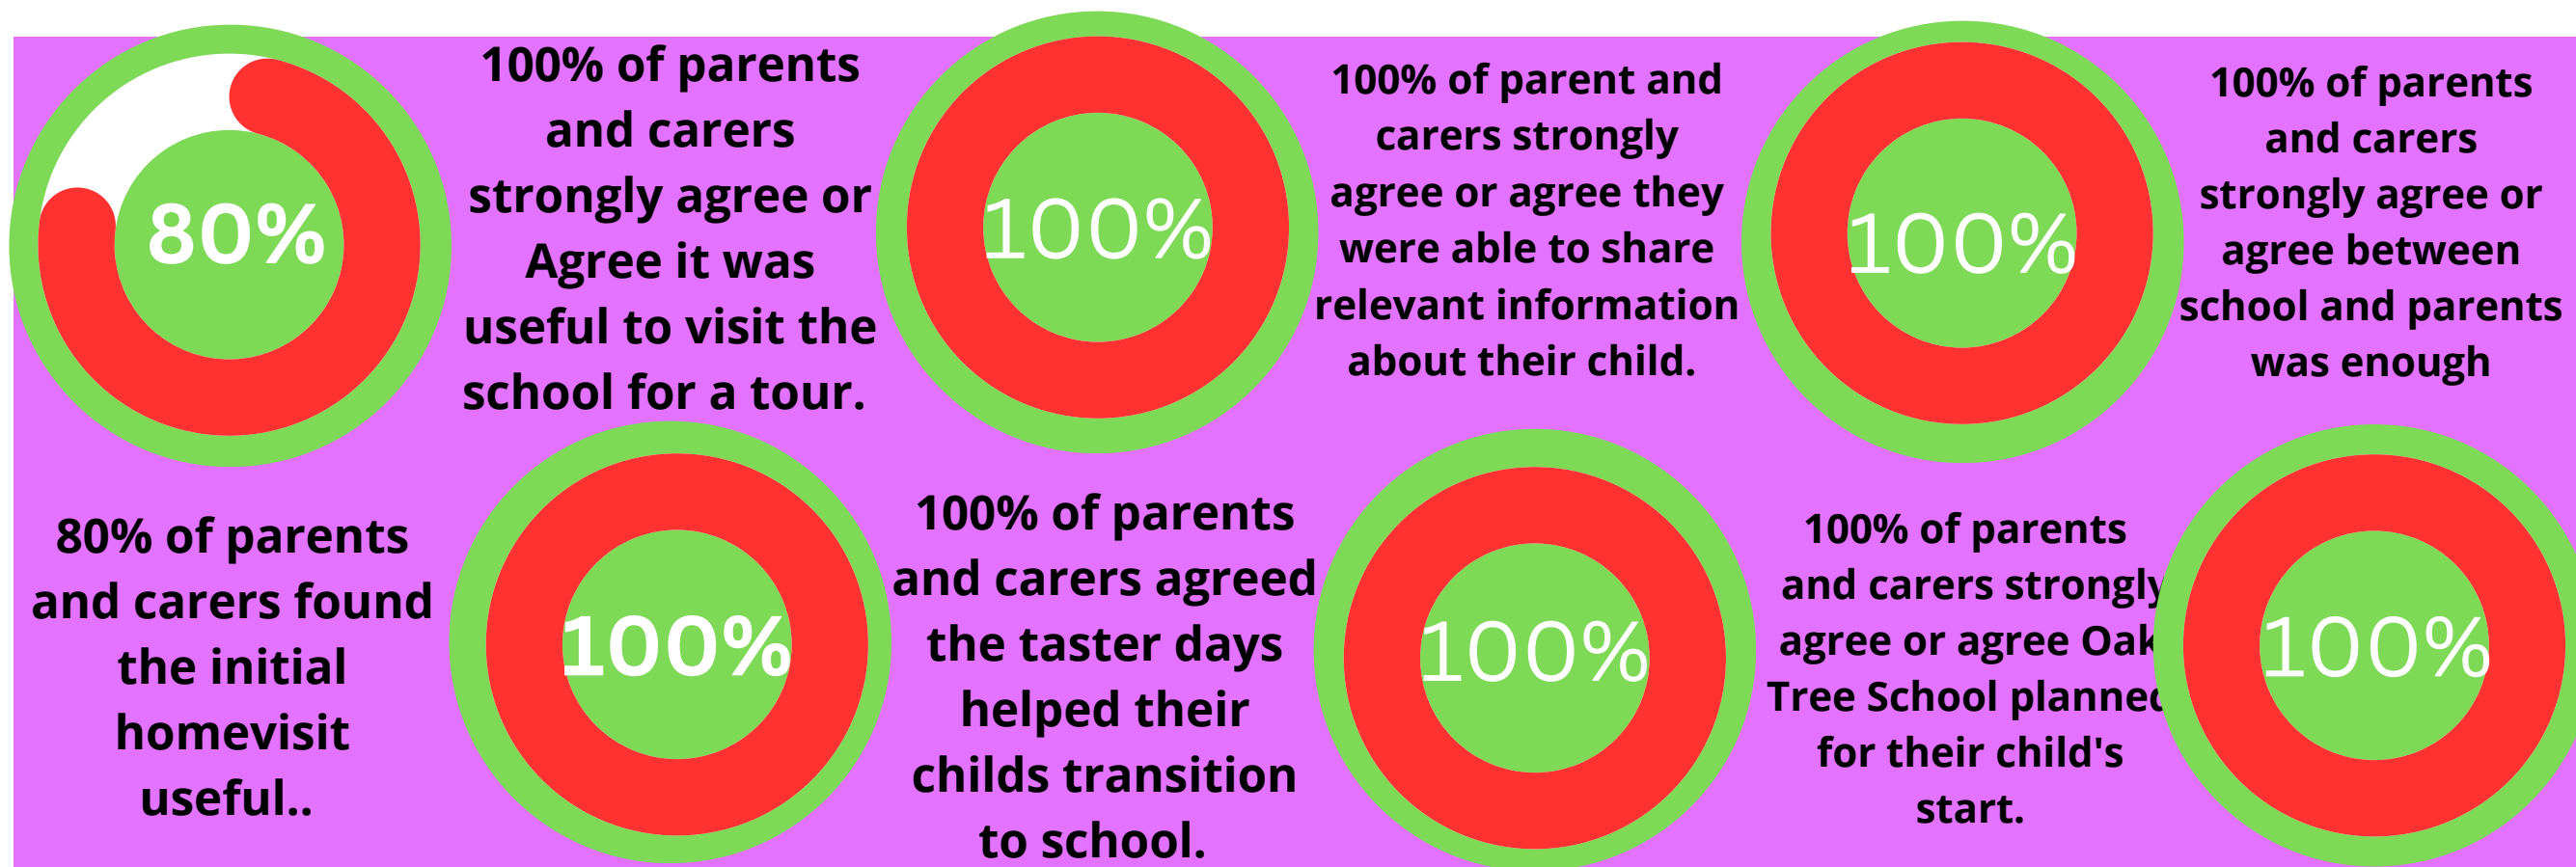 80%
80% of parents
and carers found
the initial
homevisit
useful..
100% of parents
and carers
strongly agree or
Agree it was
useful to visit the
school for a tour.
100%
100%
100% of parents
and carers agreed
the taster days
helped their
childs transition
to school.
100% of parent and
carers strongly
agree or agree they
were able to share
relevant information
about their child.
100%
100%
100% of parents
and carers strongly
agree or agree Oak
Tree School planned
for their child's
start.
100% of parents
and carers
strongly agree or
agree between
school and parents
was enough
100%